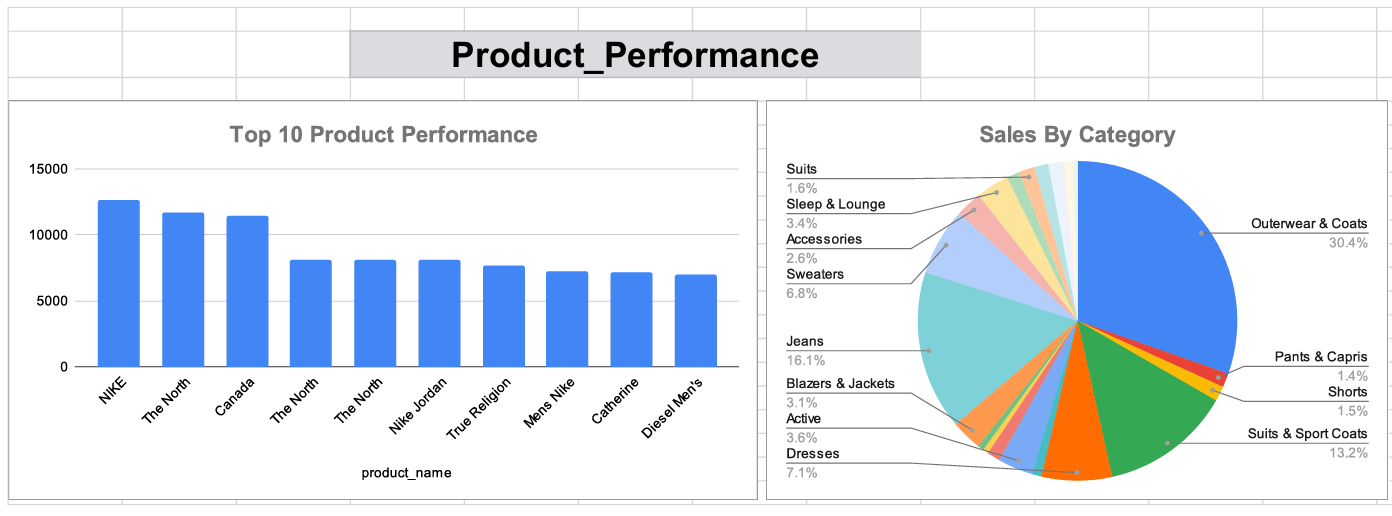 Product_Performance
Top 10 Product Performance
15000
10000
5000
0
NIKE
The North
Canada
The North
The North
Nike Jordan
True Religion
Mens Nike
Catherine
Diesel Men's
product_name
Sales By Category
Suits
1.6%
Sleep & Lounge
3.4%
Accessories
2.6%
Sweaters
6.8%
Jeans
16.1%
Blazers & Jackets
3.1%
Active
3.6%
Dresses
7.1%
Outerwear & Coats
30.4%
Pants & Capris
1.4%
Shorts
1.5%
Suits & Sport Coats
13.2%